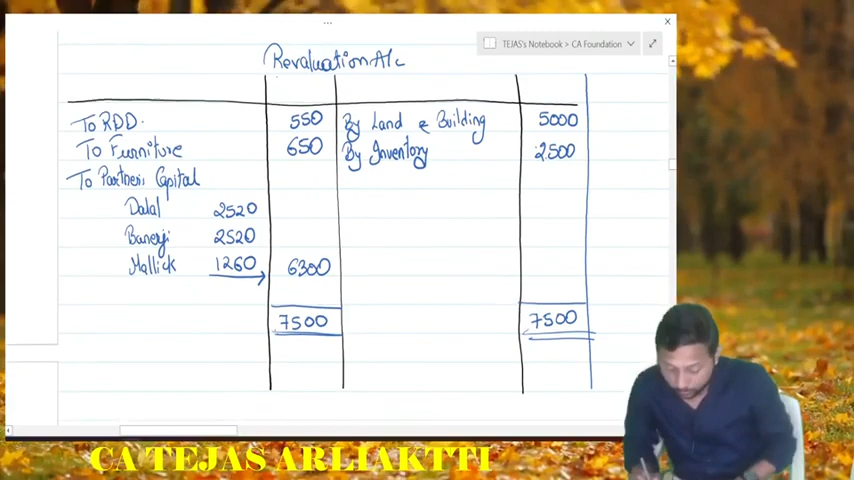 TEJAS's Notebook > CA Foundation
Revaluation A/c
To RDD. 550 By Land & Building 5000
To Furniture 650 By Inventory 2500
To Partners Capital
Dalal 2520
Banerji 2520
Mallick 1260 6300
7500 7500
CA TEJAS ARLIAKTTI